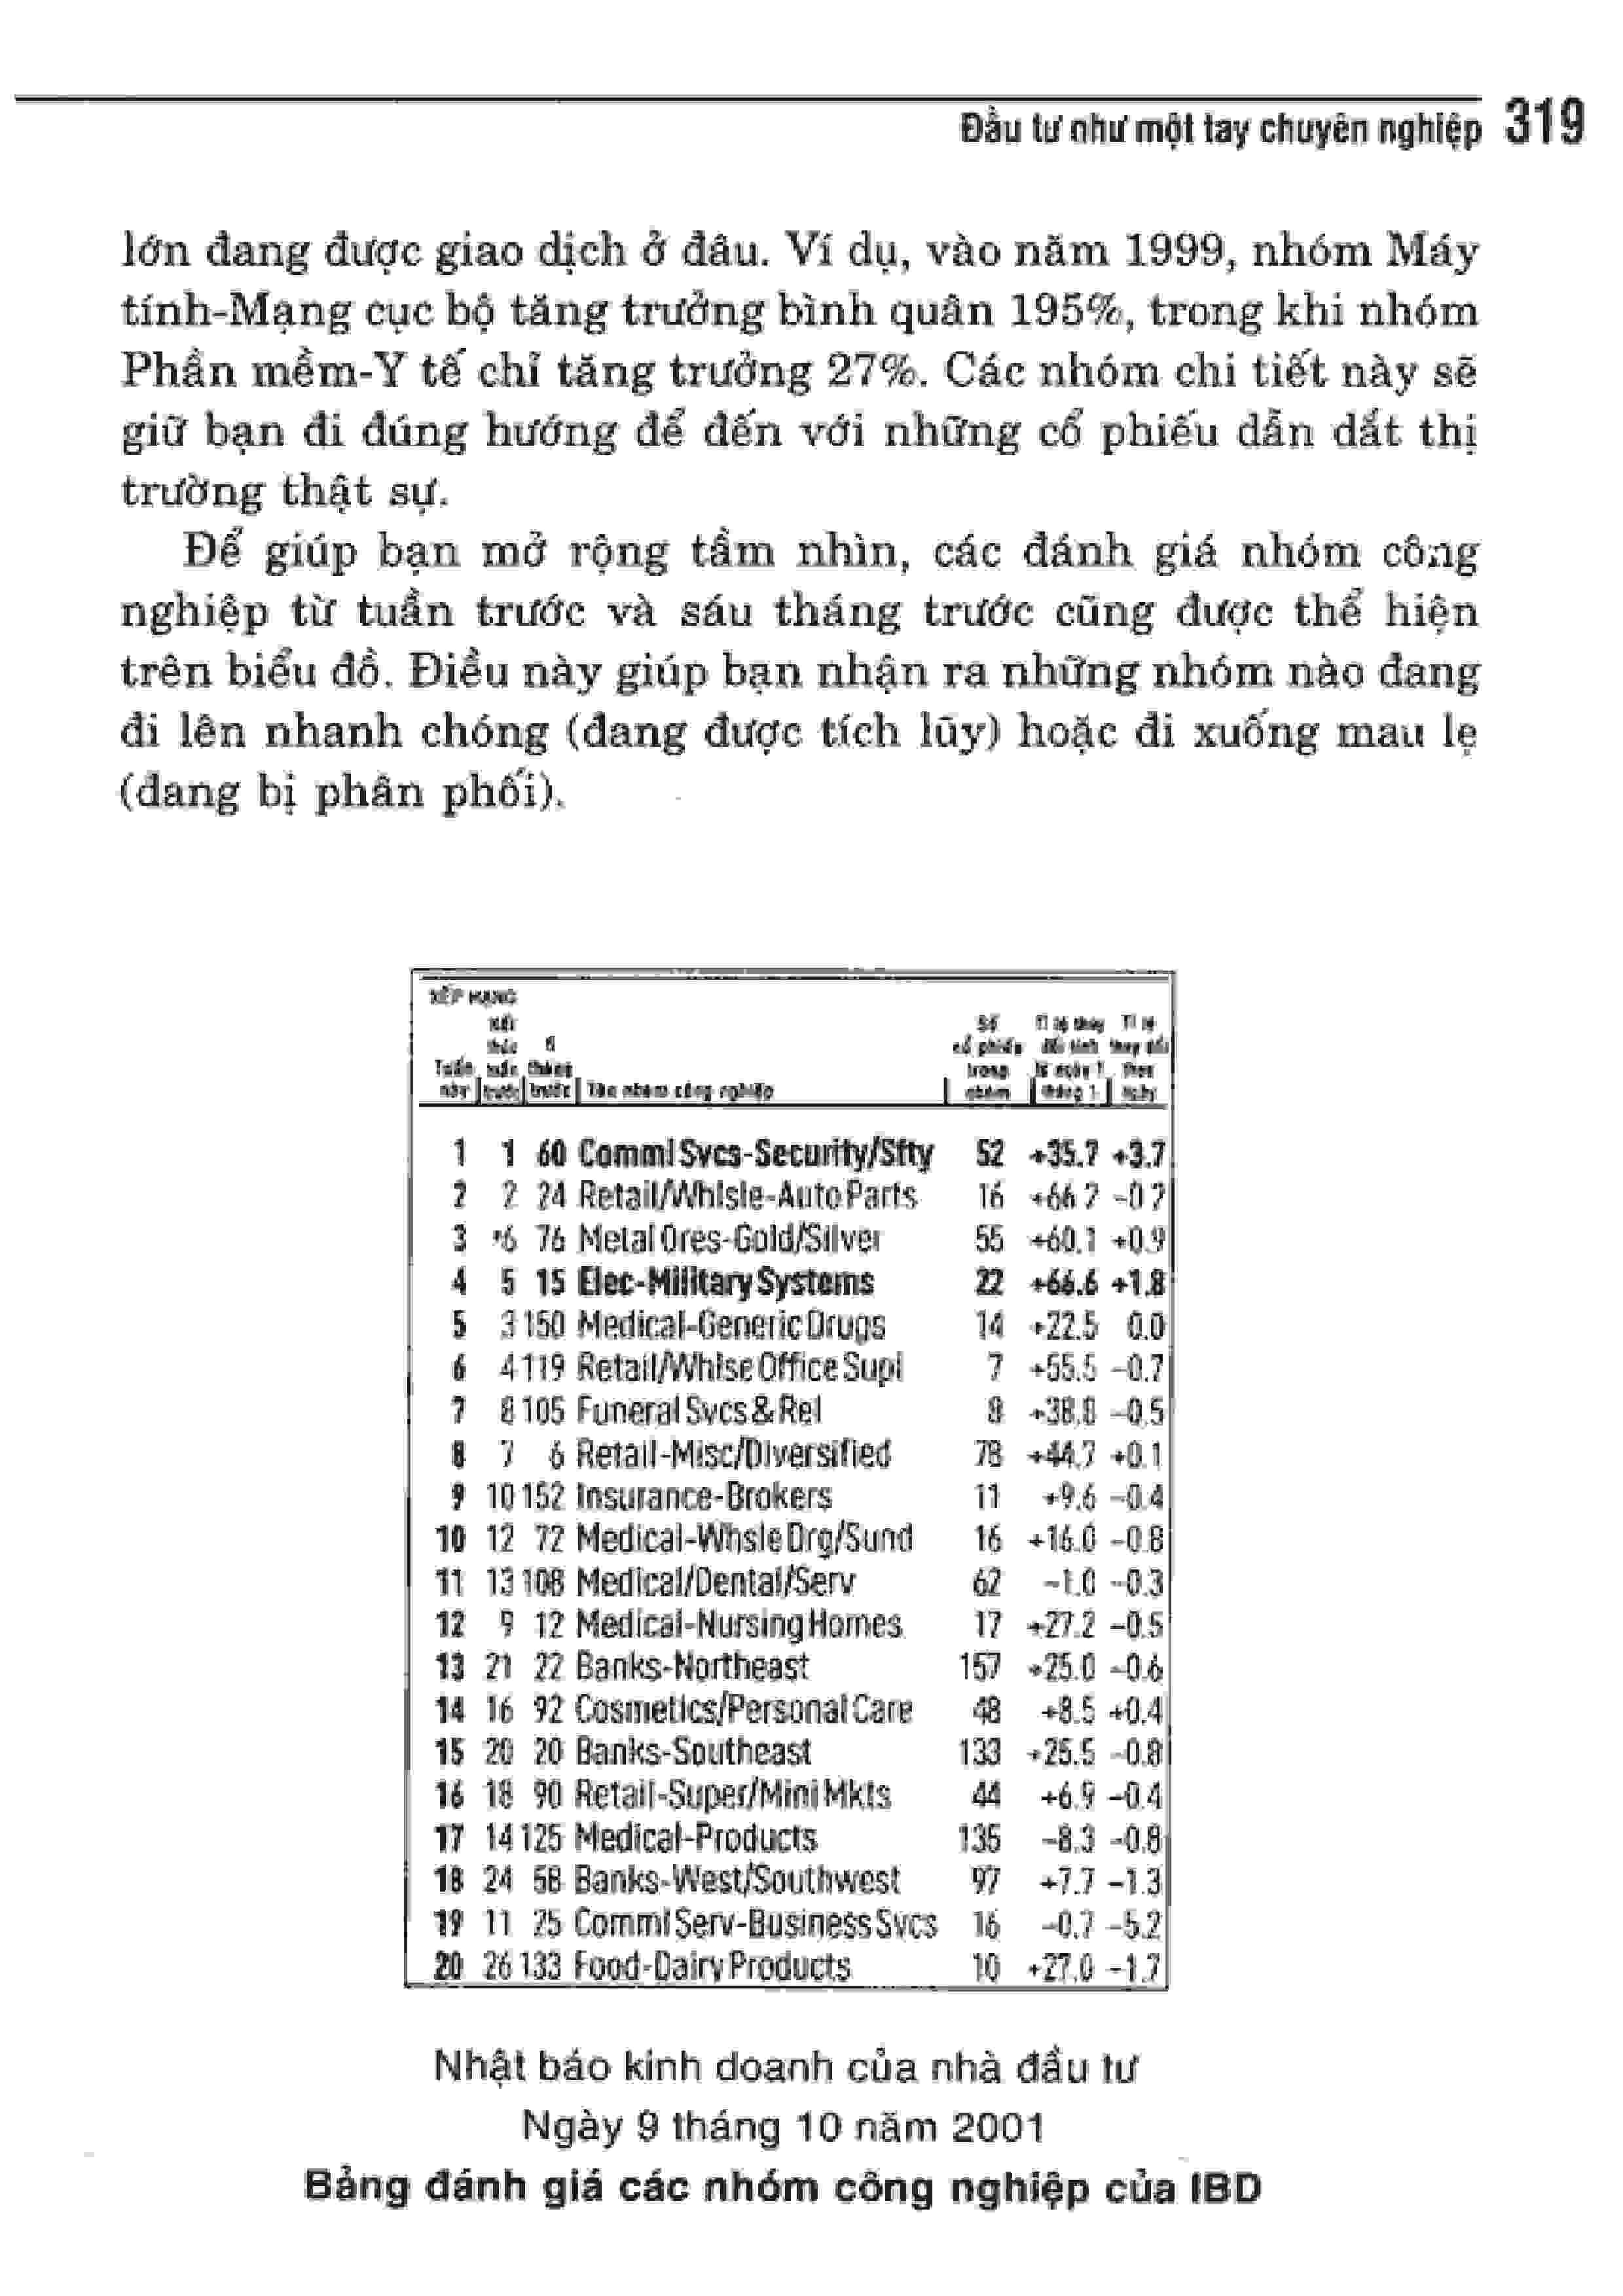 Đầu tư như một tay chuyên nghiệp 319
lớn đang được giao dịch ở đâu. Ví dụ, vào năm 1999, nhóm Máy
tính-Mạng cục bộ tăng trưởng bình quân 195%, trong khi nhóm
Phần mềm-Y tế chỉ tăng trưởng 27%. Các nhóm chi tiết này sẽ
giữ bạn đi đúng hướng để đến với những cổ phiếu dẫn dắt thị
trường thật sự.
Để giúp bạn mở rộng tầm nhìn, các đánh giá nhóm công
nghiệp từ tuần trước và sáu tháng trước cũng được thể hiện
trên biểu đồ. Điều này giúp bạn nhận ra những nhóm nào đang
đi lên nhanh chóng (đang được tích lũy) hoặc đi xuống mau lẹ
(đang bị phân phối).
XẾP HẠNG
Kết Số Tỉ lệ thay Tỉ lệ
thúc 6 cổ phiếu đổi tính thay đổi
Tuần tuần tháng trong từ ngày 1 theo
này trước trước Tên nhóm công nghiệp nhóm tháng 1 ngày
1 1 60 Comml Svcs-Security/Sfty 52 +35.7 +3.7
2 2 24 Retail/Whlsle-Auto Parts 16 +66.2 -0.2
3 *6 76 Metal Ores-Gold/Silver 55 +60.1 +0.9
4 5 15 Elec-Military Systems 22 +66.6 +1.8
5 3 150 Medical-Generic Drugs 14 +22.5 0.0
6 4 119 Retail/Whlse Office Supl 7 +55.5 -0.7
7 8 105 Funeral Svcs & Rel 8 +38.8 -0.5
8 7 6 Retail-Misc/Diversified 78 +44.7 +0.1
9 10 152 Insurance-Brokers 11 +9.6 -0.4
10 12 72 Medical-Whsle Drg/Sund 16 +16.0 -0.8
11 13 108 Medical/Dental/Serv 62 -1.0 -0.3
12 9 12 Medical-Nursing Homes 17 +27.2 -0.5
13 21 22 Banks-Northeast 157 +25.0 -0.6
14 16 92 Cosmetics/Personal Care 48 +8.5 +0.4
15 20 20 Banks-Southeast 133 +25.5 -0.8
16 18 90 Retail-Super/Mini Mkts 44 +6.9 -0.4
17 14 125 Medical-Products 135 -8.3 -0.8
18 24 58 Banks-West/Southwest 97 +7.7 -1.3
19 11 25 Comml Serv-Business Svcs 16 -0.7 -5.2
20 26 133 Food-Dairy Products 10 +27.0 -1.7
Nhật báo kinh doanh của nhà đầu tư
Ngày 9 tháng 10 năm 2001
Bảng đánh giá các nhóm công nghiệp của IBD